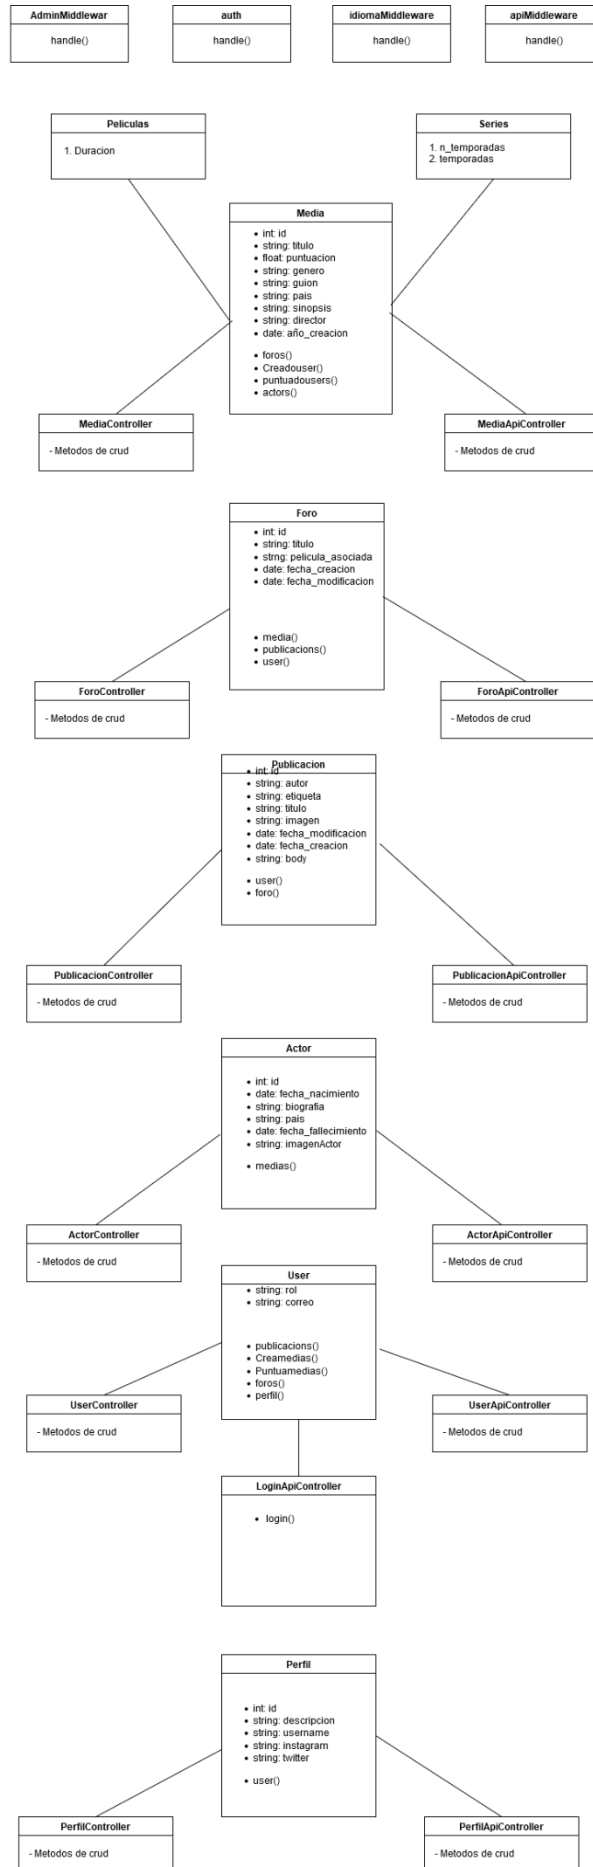 AdminMiddlewar
handle()
auth
handle()
idiomaMiddleware
handle()
apiMiddleware
handle()
Peliculas
1. Duracion
Series
1. n_temporadas
2. temporadas
Media
int: id
string: titulo
float: puntuacion
string: genero
string: guion
string: pais
string: sinopsis
string: director
date: año_creacion
foros()
Creadouser()
puntuadousers()
actors()
MediaController
- Metodos de crud
MediaApiController
- Metodos de crud
Foro
int: id
string: titulo
strng: pelicula_asociada
date: fecha_creacion
date: fecha_modificacion
media()
publicacions()
user()
ForoController
- Metodos de crud
ForoApiController
- Metodos de crud
Publicacion
int: id
string: autor
string: etiqueta
string: titulo
string: imagen
date: fecha_modificacion
date: fecha_creacion
string: body
user()
foro()
PublicacionController
- Metodos de crud
PublicacionApiController
- Metodos de crud
Actor
int: id
date: fecha_nacimiento
string: biografia
string: pais
date: fecha_fallecimiento
string: imagenActor
medias()
ActorController
- Metodos de crud
ActorApiController
- Metodos de crud
User
string: rol
string: correo
publicacions()
Creamedias()
Puntuamedias()
foros()
perfil()
UserController
- Metodos de crud
UserApiController
- Metodos de crud
LoginApiController
login()
Perfil
int: id
string: descripcion
string: username
string: instagram
string: twitter
user()
PerfilController
- Metodos de crud
PerfilApiController
- Metodos de crud